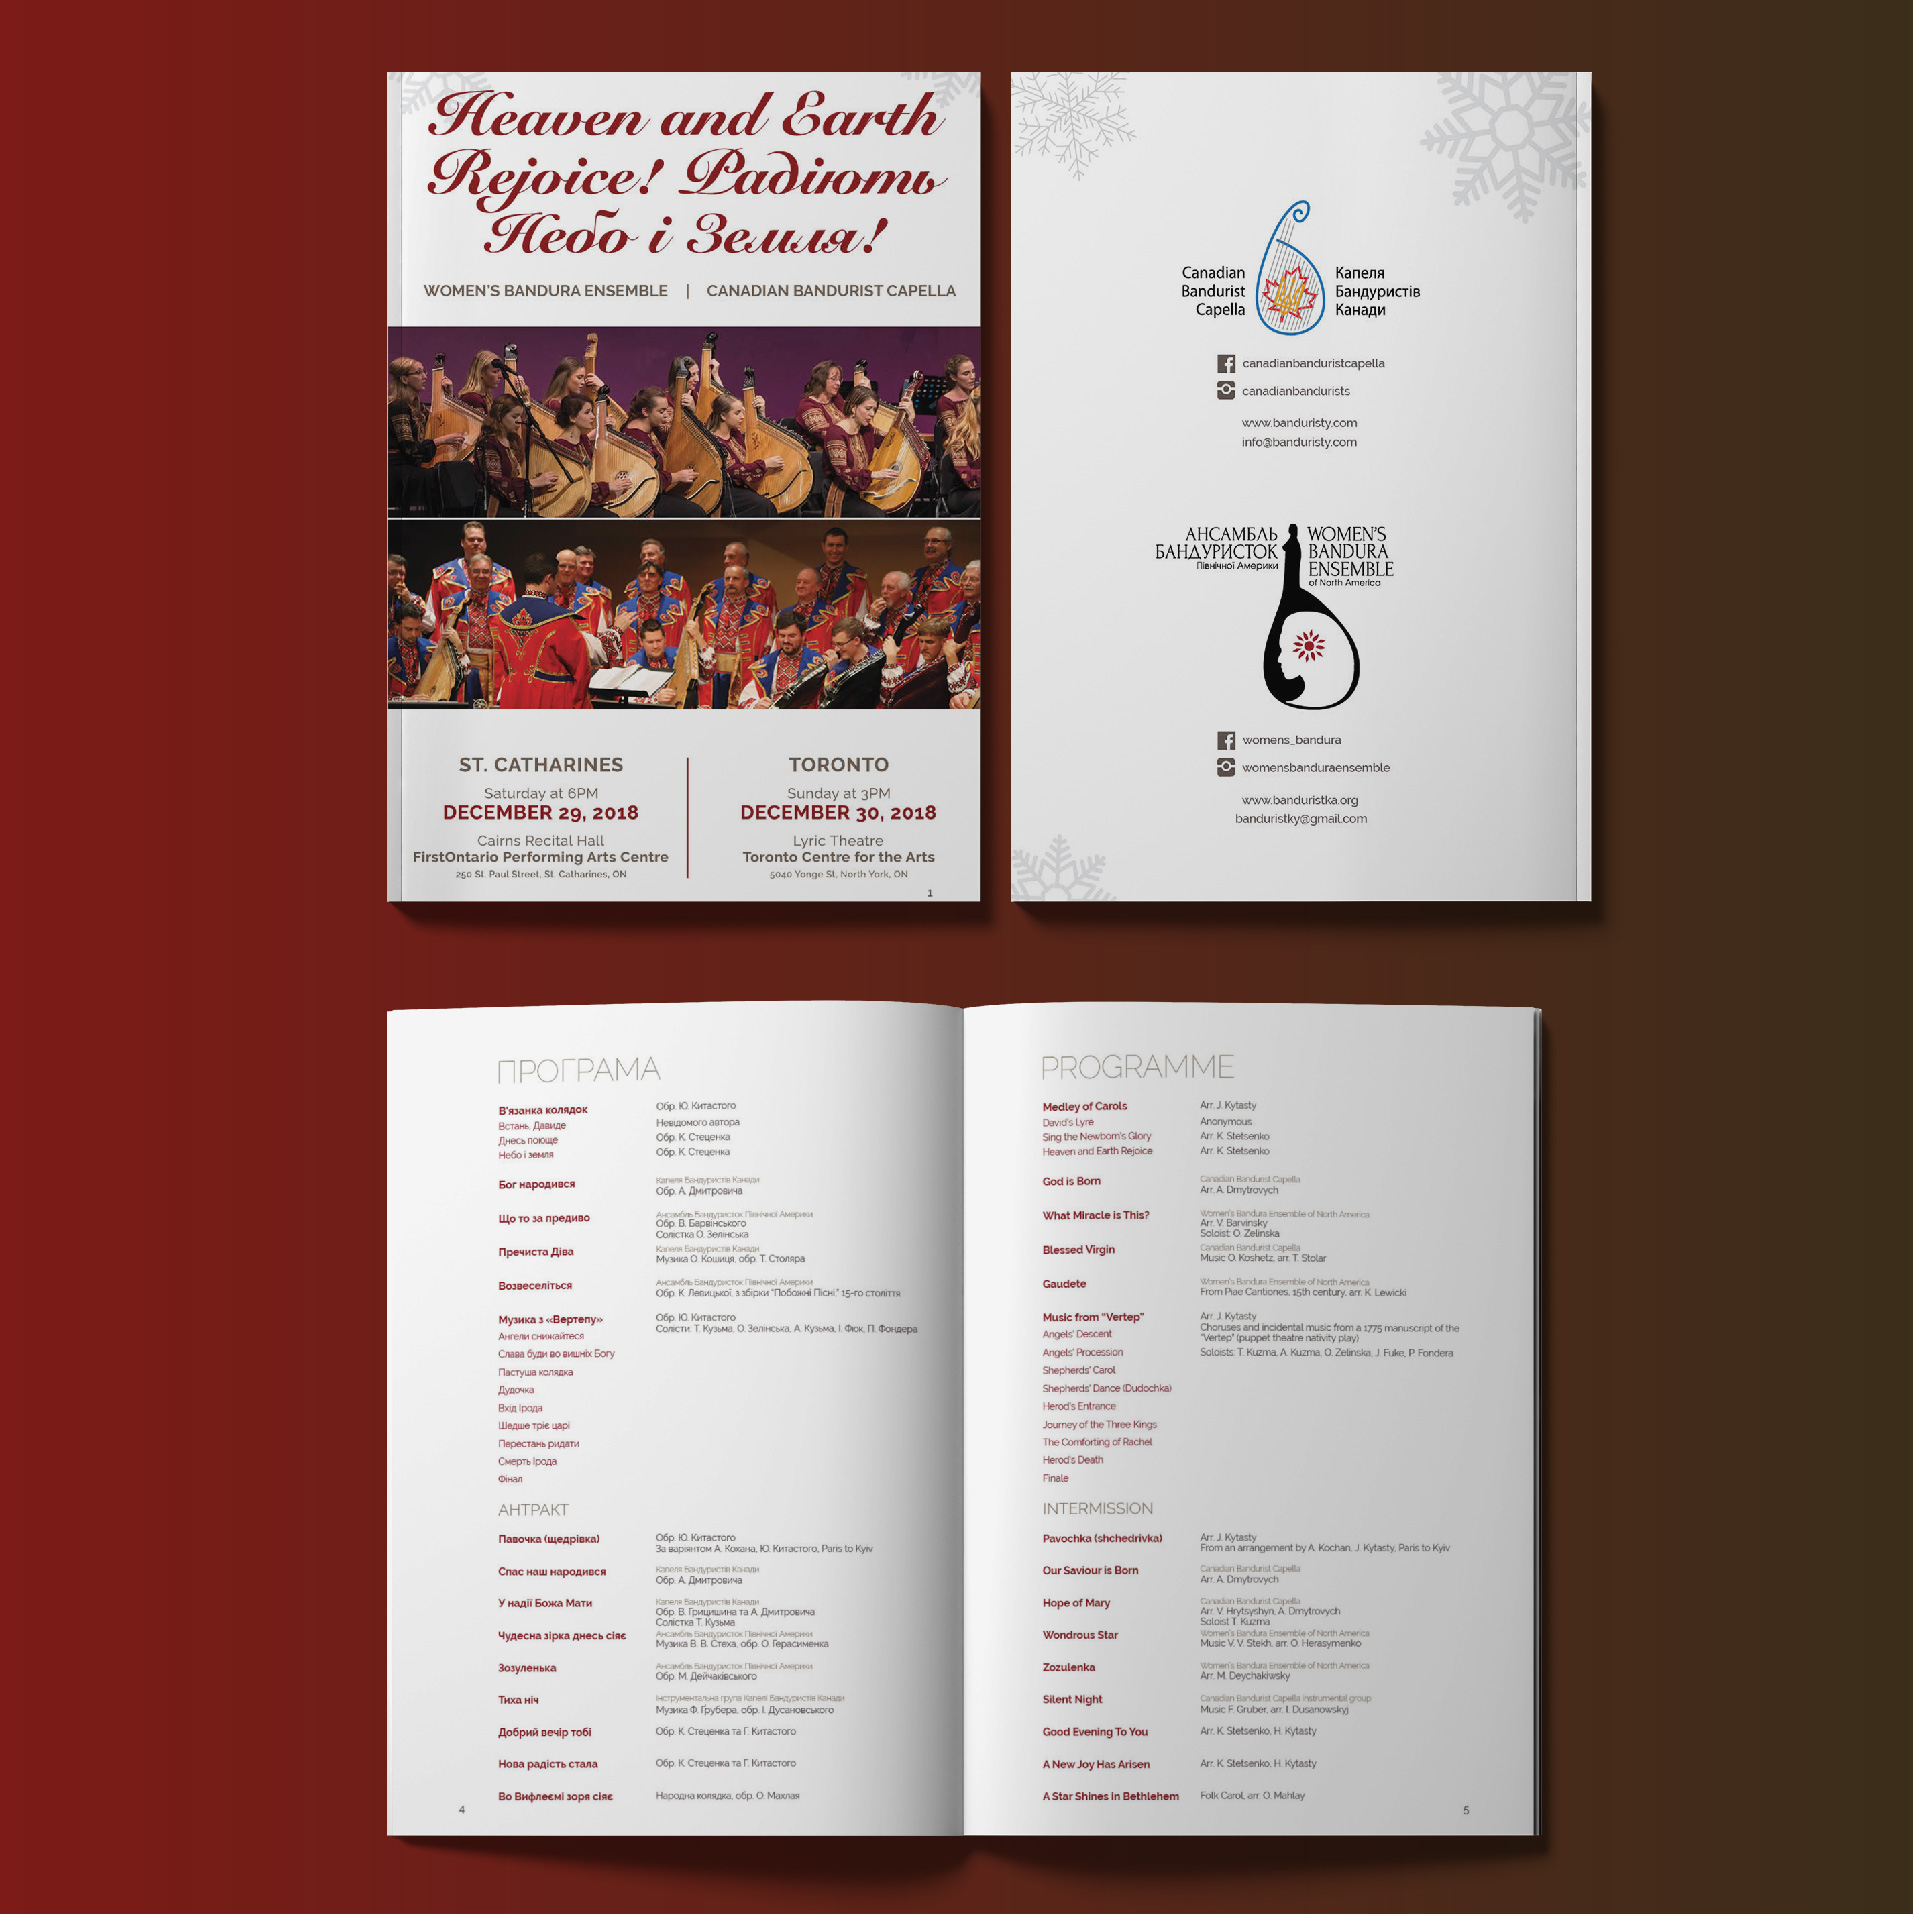 Heaven and Earth
Rejoice! Радіють
Небо і Земля!
WOMEN'S BANDURA ENSEMBLE | CANADIAN BANDURIST CAPELLA
ST. CATHARINES
Saturday at 6PM
DECEMBER 29, 2018
Cairns Recital Hall
FirstOntario Performing Arts Centre
250 St. Paul Street, St. Catharines, ON
TORONTO
Sunday at 3PM
DECEMBER 30, 2018
Lyric Theatre
Toronto Centre for the Arts
5040 Yonge St, North York, ON
1
Canadian
Bandurist
Capella
Капеля
Бандуристів
Канади
canadianbanduristcapella
canadianbandurists
www.banduristy.com
info@banduristy.com
АНСАМБЛЬ
БАНДУРИСТОК
Північної Америки
WOMEN'S
BANDURA
ENSEMBLE
of North America
womens_bandura
womensbanduraensemble
www.banduristka.org
banduristky@gmail.com
ПРОГРАМА
В'язанка колядок Обр. Ю. Китастого
Встань, Давиде Невідомого автора
Днесь поюще Обр. К. Стеценка
Небо і земля Обр. К. Стеценка
Бог народився Капеля Бандуристів Канади
Обр. А. Дмитровича
Що то за предиво Ансамбль Бандуристок Північної Америки
Обр. В. Барвінського
Солістка О. Зелінська
Пречиста Діва Капеля Бандуристів Канади
Музика О. Кошиця, обр. Т. Столяра
Возвеселіться Ансамбль Бандуристок Північної Америки
Обр. К. Левицької, з збірки "Побожні Пісні," 15-го століття
Музика з «Вертепу» Обр. Ю. Китастого
Солісти: Т. Кузьма, О. Зелінська, А. Кузьма, І. Фюк, П. Фондера
Ангели снижайтеся
Слава буди во вишніх Богу
Пастуша колядка
Дудочка
Вхід Ірода
Шедше тріє царі
Перестань ридати
Смерть Ірода
Фінал
АНТРАКТ
Павочка (щедрівка) Обр. Ю. Китастого
За варіянтом А. Кохана, Ю. Китастого, Paris to Kyiv
Спас наш народився Капеля Бандуристів Канади
Обр. А. Дмитровича
У надії Божа Мати Капеля Бандуристів Канади
Обр. В. Грицишина та А. Дмитровича
Солістка Т. Кузьма
Чудесна зірка днесь сіяє Ансамбль Бандуристок Північної Америки
Музика В. В. Стеха, обр. О. Герасименка
Зозуленька Ансамбль Бандуристок Північної Америки
Обр. М. Дейчаківського
Тиха ніч Інструментальна група Капелі Бандуристів Канади
Музика Ф. Ґрубера, обр. І. Дусановського
Добрий вечір тобі Обр. К. Стеценка та Г. Китастого
Нова радість стала Обр. К. Стеценка та Г. Китастого
Во Вифлеємі зоря сіяє Народна колядка, обр. О. Махлая
4
PROGRAMME
Medley of Carols Arr. J. Kytasty
David's Lyre Anonymous
Sing the Newborn's Glory Arr. K. Stetsenko
Heaven and Earth Rejoice Arr. K. Stetsenko
God is Born Canadian Bandurist Capella
Arr. A. Dmytrovych
What Miracle is This? Women's Bandura Ensemble of North America
Arr. V. Barvinsky
Soloist: O. Zelinska
Blessed Virgin Canadian Bandurist Capella
Music O. Koshetz, arr. T. Stolar
Gaudete Women's Bandura Ensemble of North America
From Piae Cantiones, 15th century, arr. K. Lewicki
Music from "Vertep" Arr. J. Kytasty
Choruses and incidental music from a 1775 manuscript of the
"Vertep" (puppet theatre nativity play)
Soloists: T. Kuzma, A. Kuzma, O. Zelinska, J. Fuke, P. Fondera
Angels' Descent
Angels' Procession
Shepherds' Carol
Shepherds' Dance (Dudochka)
Herod's Entrance
Journey of the Three Kings
The Comforting of Rachel
Herod's Death
Finale
INTERMISSION
Pavochka (shchedrivka) Arr. J. Kytasty
From an arrangement by A. Kochan, J. Kytasty, Paris to Kyiv
Our Saviour is Born Canadian Bandurist Capella
Arr. A. Dmytrovych
Hope of Mary Canadian Bandurist Capella
Arr. V. Hrytsyshyn, A. Dmytrovych
Soloist T. Kuzma
Wondrous Star Women's Bandura Ensemble of North America
Music V. V. Stekh, arr. O. Herasymenko
Zozulenka Women's Bandura Ensemble of North America
Arr. M. Deychakiwsky
Silent Night Canadian Bandurist Capella instrumental group
Music F. Gruber, arr. I. Dusanowskyj
Good Evening To You Arr. K. Stetsenko, H. Kytasty
A New Joy Has Arisen Arr. K. Stetsenko, H. Kytasty
A Star Shines in Bethlehem Folk Carol, arr. O. Mahlay
5